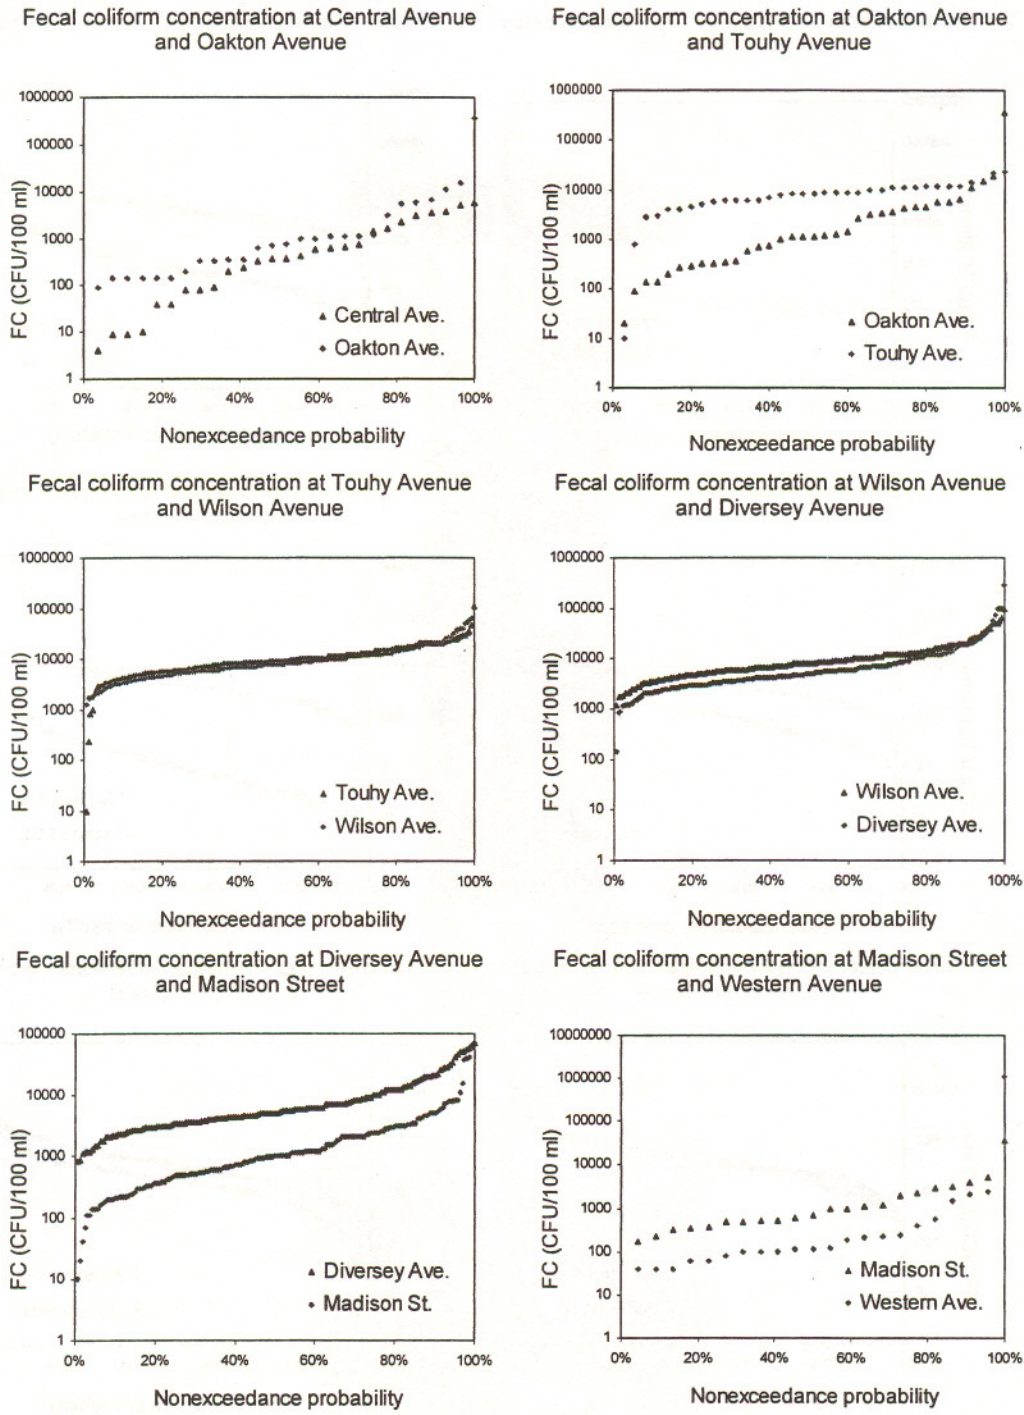 Fecal coliform concentration at Central Avenue
and Oakton Avenue
1000000
100000
10000
1000
100
10
1
FC (CFU/100 ml)
Central Ave.
Oakton Ave.
0% 20% 40% 60% 80% 100%
Nonexceedance probability
Fecal coliform concentration at Oakton Avenue
and Touhy Avenue
1000000
100000
10000
1000
100
10
1
FC (CFU/100 ml)
Oakton Ave.
Touhy Ave.
0% 20% 40% 60% 80% 100%
Nonexceedance probability
Fecal coliform concentration at Touhy Avenue
and Wilson Avenue
1000000
100000
10000
1000
100
10
1
FC (CFU/100 ml)
Touhy Ave.
Wilson Ave.
0% 20% 40% 60% 80% 100%
Nonexceedance probability
Fecal coliform concentration at Wilson Avenue
and Diversey Avenue
1000000
100000
10000
1000
100
10
1
FC (CFU/100 ml)
Wilson Ave.
Diversey Ave.
0% 20% 40% 60% 80% 100%
Nonexceedance probability
Fecal coliform concentration at Diversey Avenue
and Madison Street
100000
10000
1000
100
10
1
FC (CFU/100 ml)
Diversey Ave.
Madison St.
0% 20% 40% 60% 80% 100%
Nonexceedance probability
Fecal coliform concentration at Madison Street
and Western Avenue
10000000
1000000
100000
10000
1000
100
10
1
FC (CFU/100 ml)
Madison St.
Western Ave.
0% 20% 40% 60% 80% 100%
Nonexceedance probability